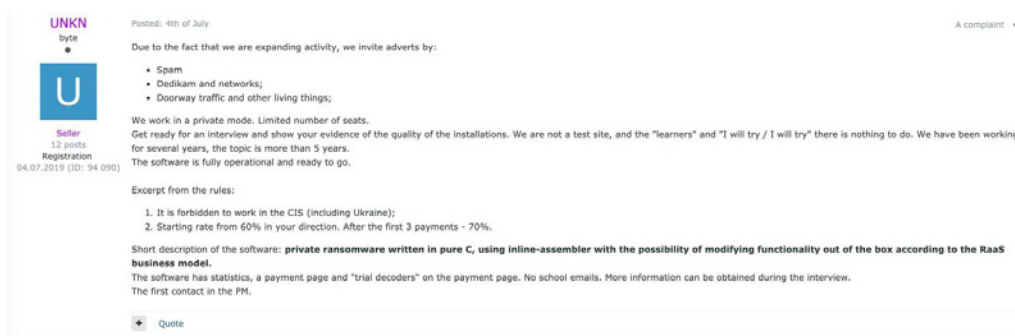 UNKN
byte
U
Seller
12 posts
Registration
04.07.2019 (ID: 94 090)
Posted: 4th of July
A complaint
Due to the fact that we are expanding activity, we invite adverts by:
Spam
Dedikam and networks;
Doorway traffic and other living things;
We work in a private mode. Limited number of seats.
Get ready for an interview and show your evidence of the quality of the installations. We are not a test site, and the "learners" and "I will try / I will try" there is nothing to do. We have been working
for several years, the topic is more than 5 years.
The software is fully operational and ready to go.
Excerpt from the rules:
1. It is forbidden to work in the CIS (including Ukraine);
2. Starting rate from 60% in your direction. After the first 3 payments - 70%.
Short description of the software: private ransomware written in pure C, using inline-assembler with the possibility of modifying functionality out of the box according to the RaaS
business model.
The software has statistics, a payment page and "trial decoders" on the payment page. No school emails. More information can be obtained during the interview.
The first contact in the PM.
+ Quote